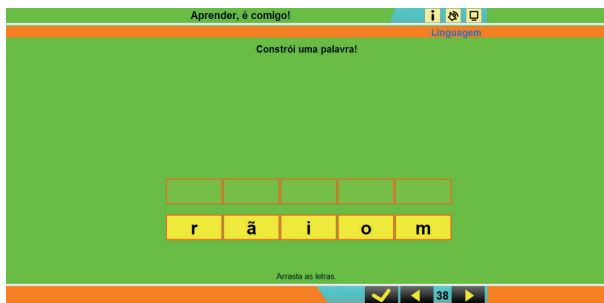 Aprender, é comigo!
i
Linguagem
Constrói uma palavra!
r ã i o m
Arrasta as letras
38